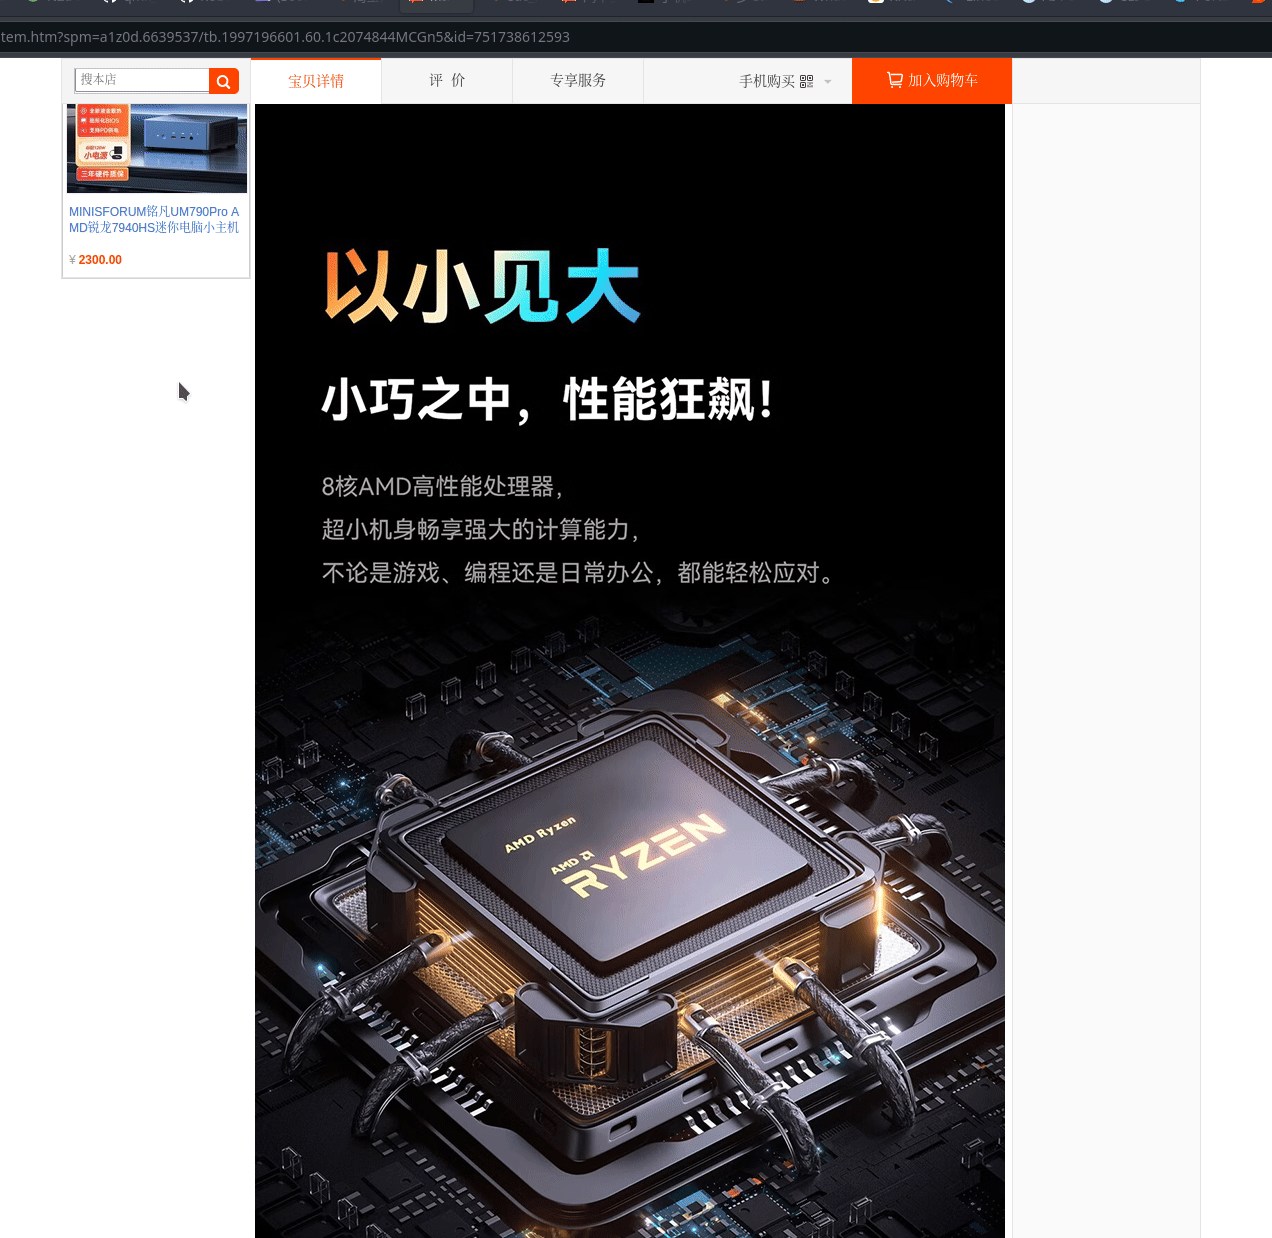 tem.htm?spm=a1z0d.6639537/tb.1997196601.60.1c2074844MCGn5&id=751738612593
搜本店
宝贝详情
评 价
专享服务
手机购买
加入购物车
支持PD供电
小电源
三年硬件质保
MINISFORUM铭凡UM790Pro A
MD锐龙7940HS迷你电脑小主机
¥ 2300.00
以小见大
小巧之中，性能狂飙！
8核AMD高性能处理器，
超小机身畅享强大的计算能力，
不论是游戏、编程还是日常办公，都能轻松应对。
AMD Ryzen
AMD
RYZEN